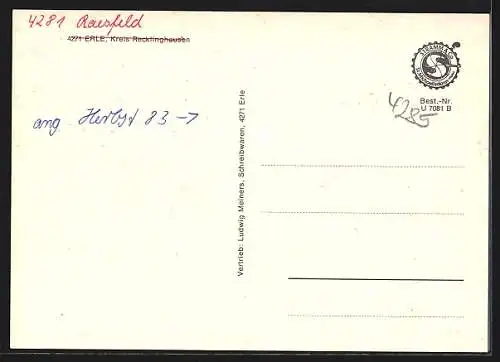 4281 Raesfeld
4271 ERLE, Kreis Recklinghausen
Best.-Nr.
U 7081 B
4285
ang. Herbst 83 →
Vertrieb: Ludwig Meiners, Schreibwaren, 4271 Erle